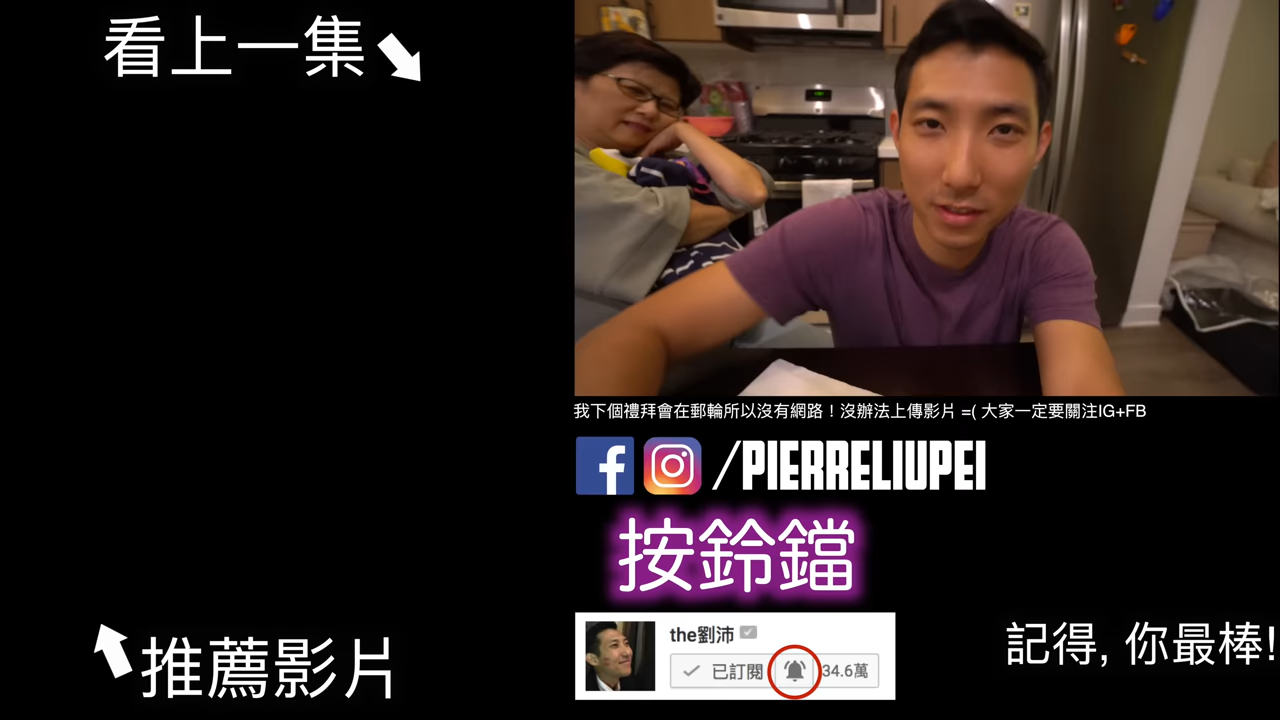 看上一集
我下個禮拜會在郵輪所以沒有網路！沒辦法上傳影片 =( 大家一定要關注IG+FB
/PIERRELIUPEI
按鈴鐺
the劉沛
已訂閱 34.6萬
推薦影片
記得, 你最棒!